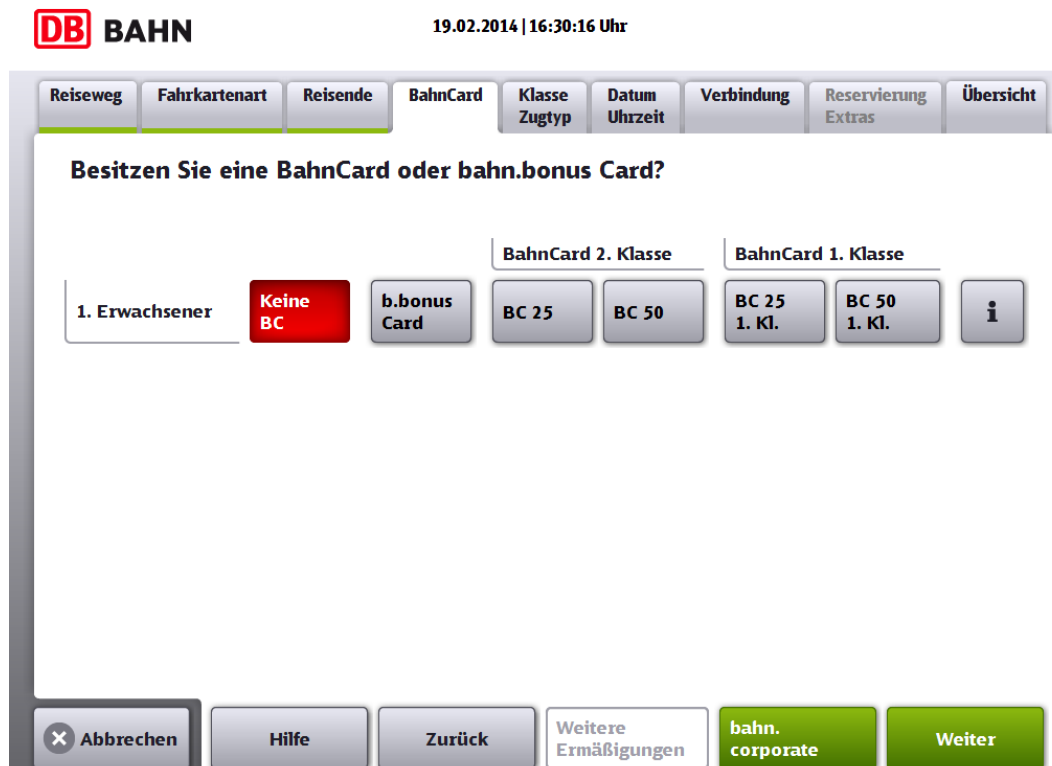 DB BAHN
19.02.2014 | 16:30:16 Uhr
Reiseweg
Fahrkartenart
Reisende
BahnCard
Klasse
Zugtyp
Datum
Uhrzeit
Verbindung
Reservierung
Extras
Übersicht
Besitzen Sie eine BahnCard oder bahn.bonus Card?
BahnCard 2. Klasse
BahnCard 1. Klasse
1. Erwachsener
Keine
BC
b.bonus
Card
BC 25
BC 50
BC 25
1. Kl.
BC 50
1. Kl.
i
Abbrechen
Hilfe
Zurück
Weitere
Ermäßigungen
bahn.
corporate
Weiter